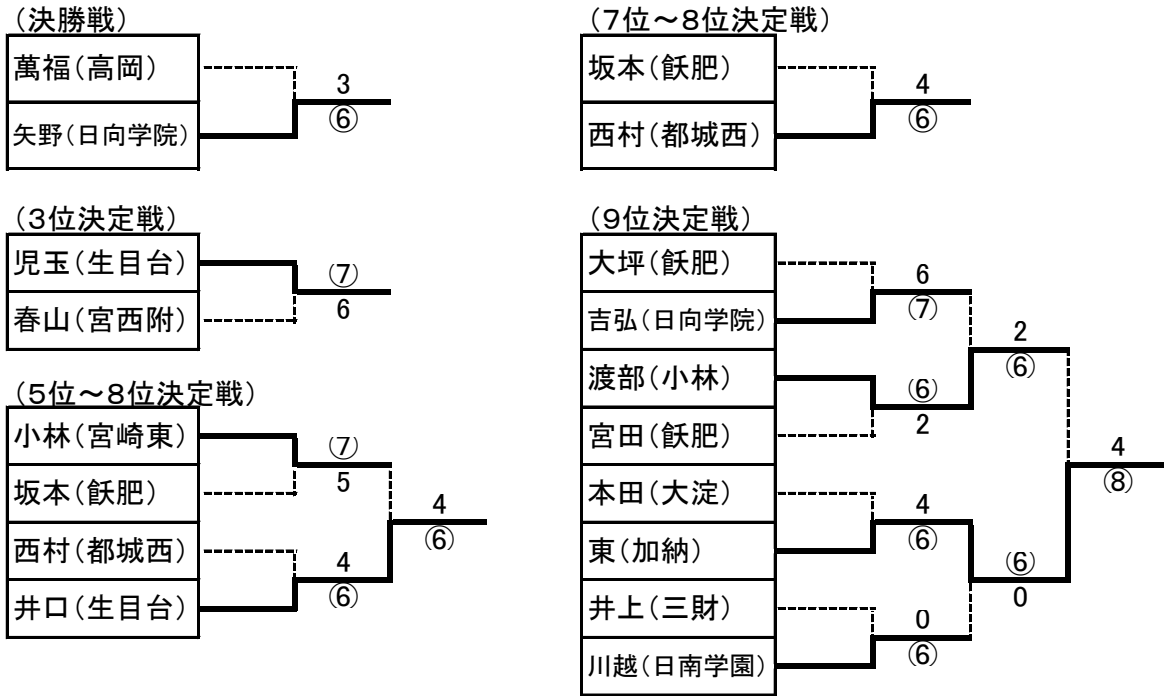 (決勝戦)
萬福(高岡)
矢野(日向学院)
3
⑥
(3位決定戦)
児玉(生目台)
春山(宮西附)
⑦
6
(5位～8位決定戦)
小林(宮崎東)
坂本(飫肥)
西村(都城西)
井口(生目台)
⑦
5
4
⑥
4
⑥
(7位～8位決定戦)
坂本(飫肥)
西村(都城西)
4
⑥
(9位決定戦)
大坪(飫肥)
吉弘(日向学院)
渡部(小林)
宮田(飫肥)
本田(大淀)
東(加納)
井上(三財)
川越(日南学園)
6
⑦
⑥
2
4
⑥
0
⑥
2
⑥
⑥
0
4
⑧